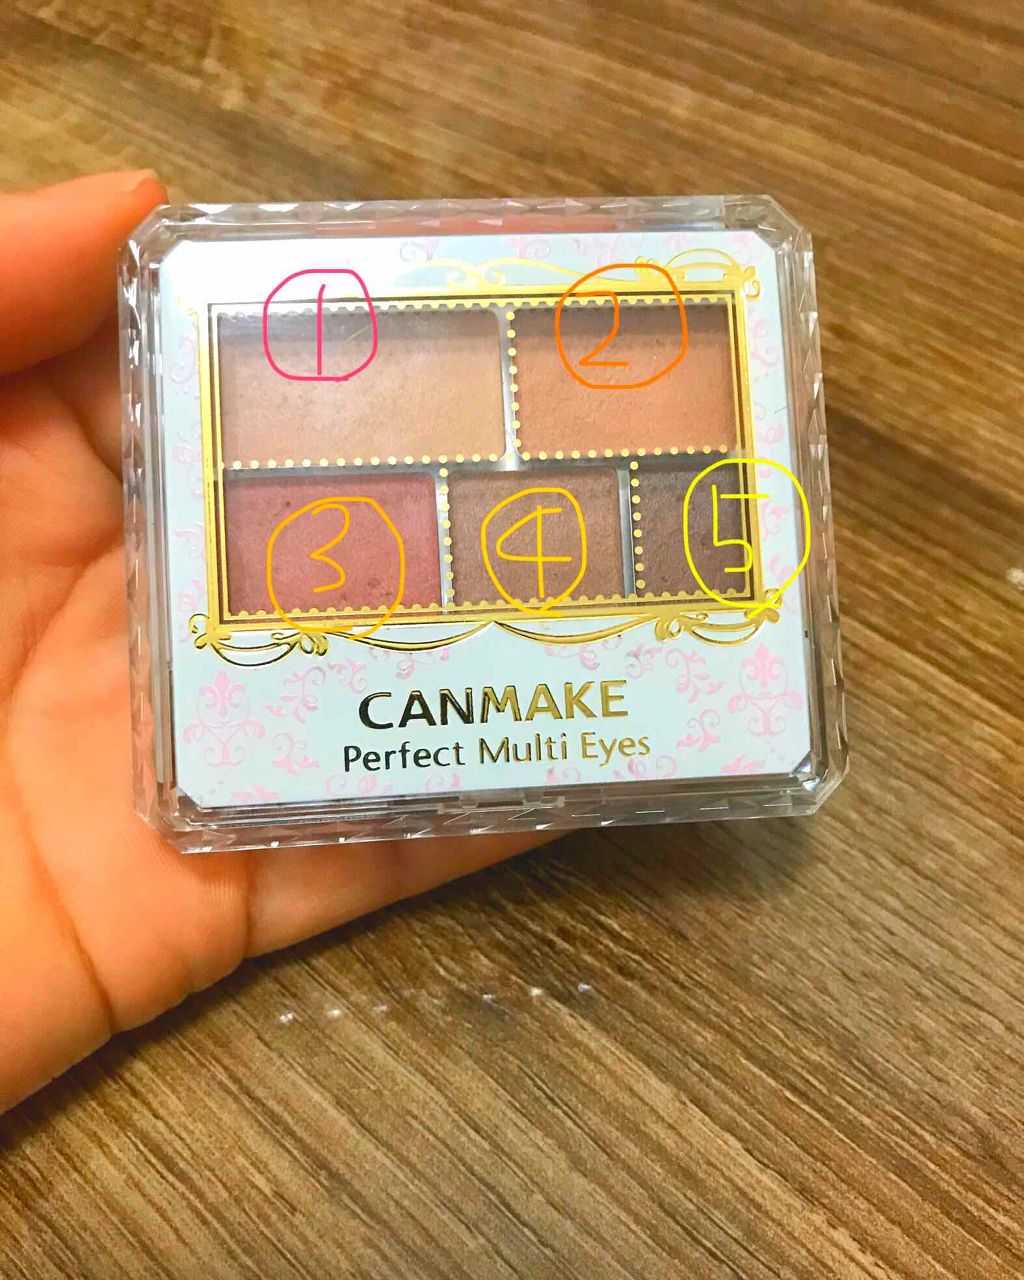 1 2
3 4 5
CANMAKE
Perfect Multi Eyes